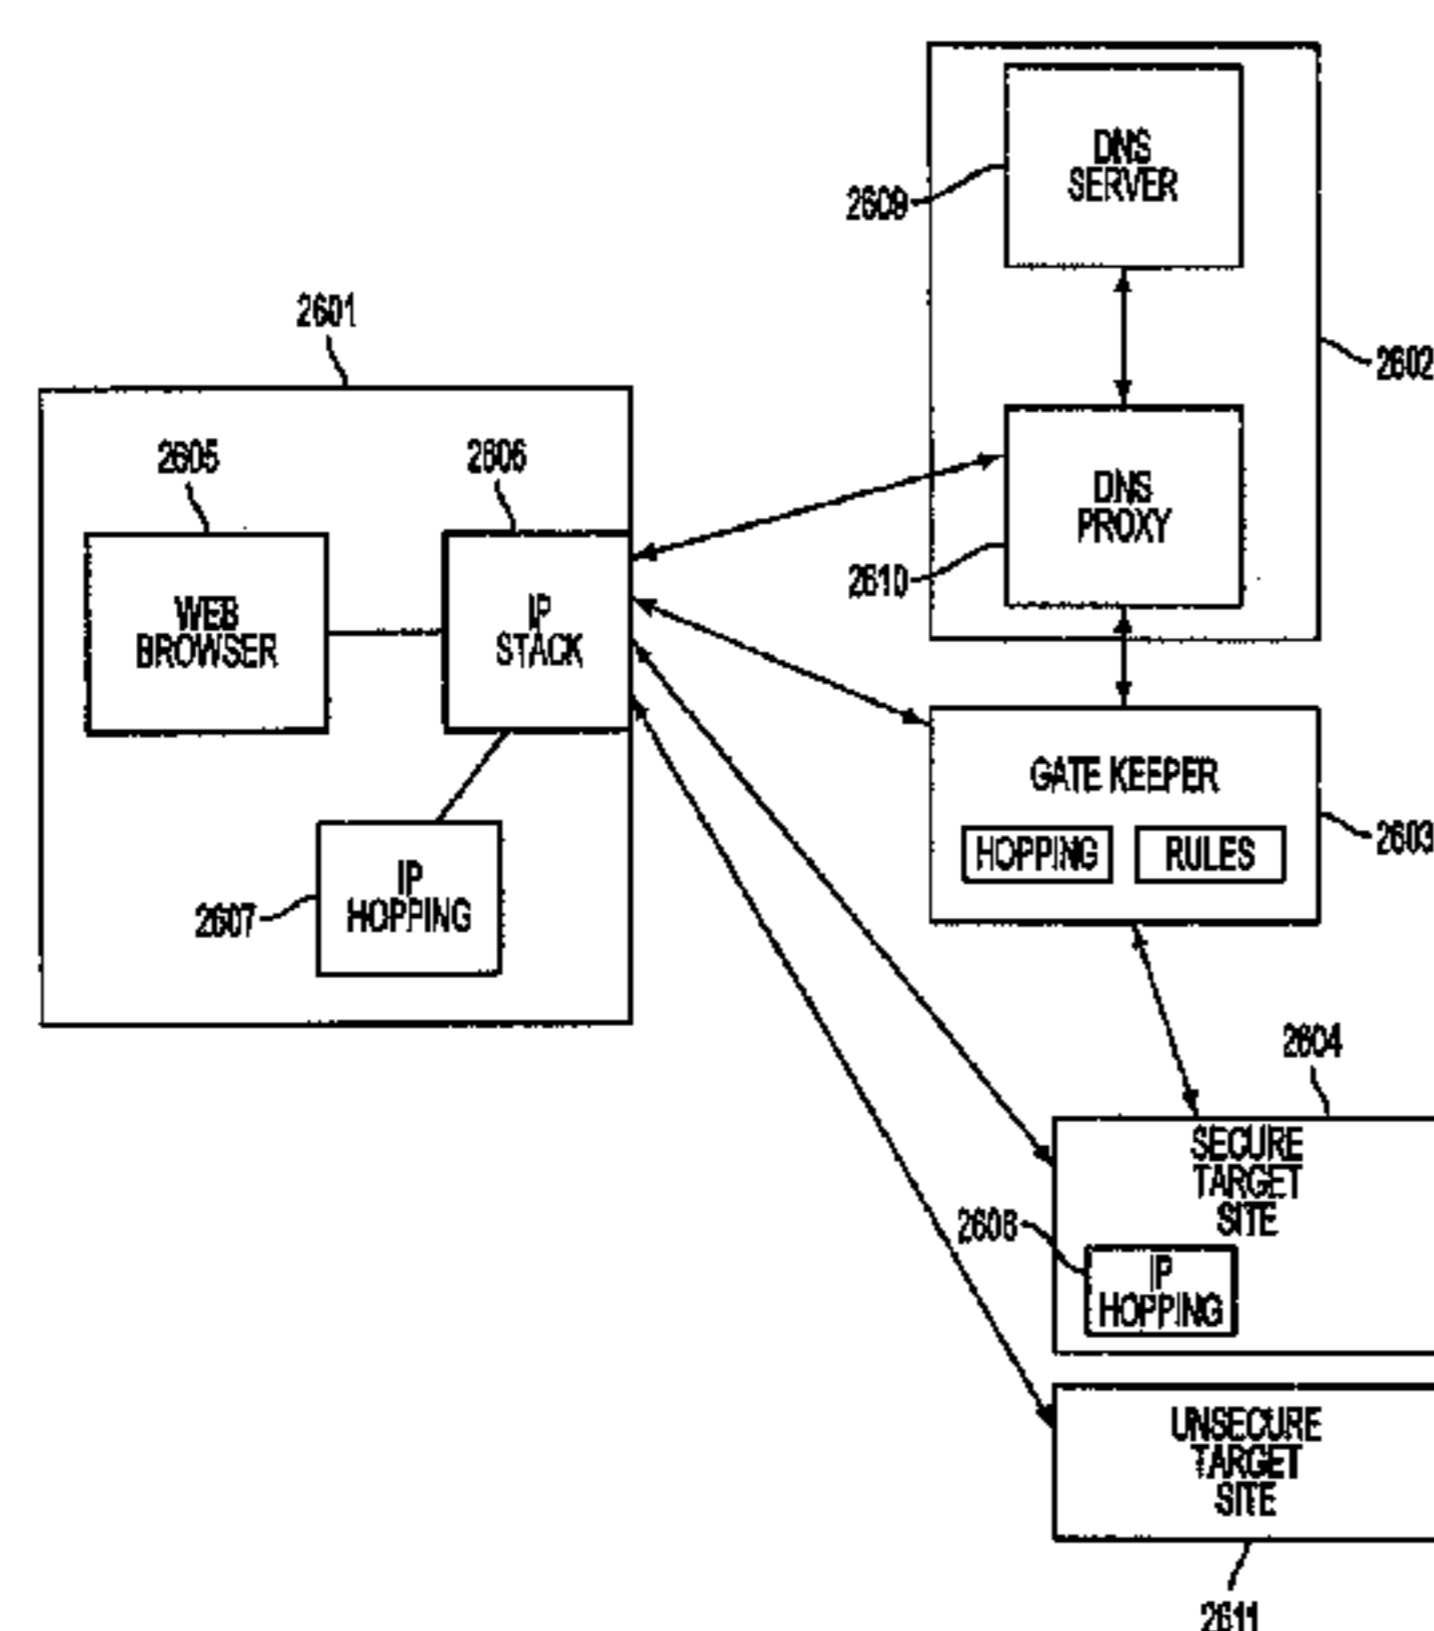 DNS
SERVER
2609
2601
2602
2605
2606
DNS
PROXY
2610
WEB
BROWSER
IP
STACK
GATE KEEPER
HOPPING
RULES
2603
IP
HOPPING
2607
2604
SECURE
TARGET
SITE
2608
IP
HOPPING
UNSECURE
TARGET
SITE
2611